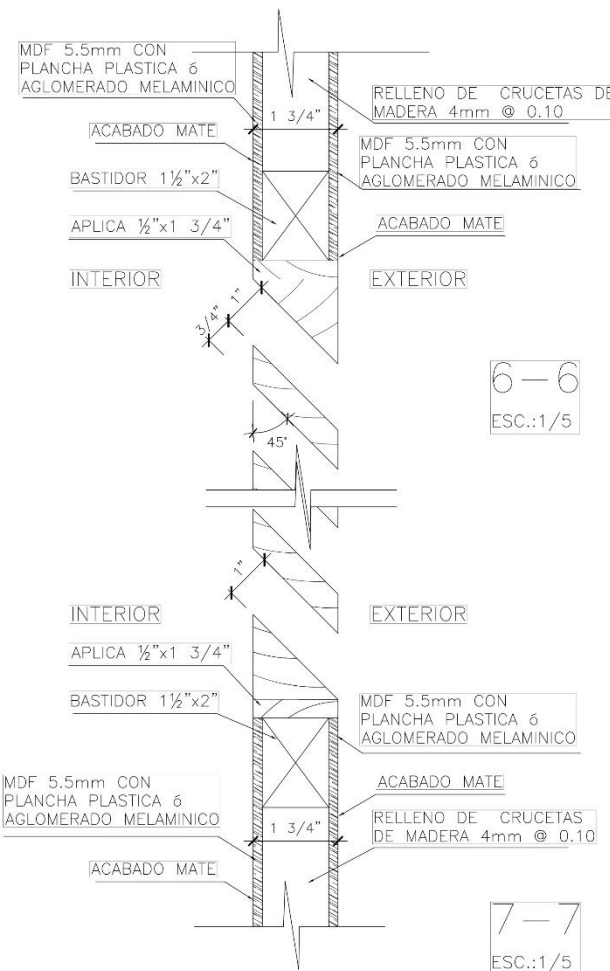 MDF 5.5mm CON
PLANCHA PLASTICA ó
AGLOMERADO MELAMINICO
RELLENO DE CRUCETAS DE
MADERA 4mm @ 0.10
1 3/4"
ACABADO MATE
MDF 5.5mm CON
PLANCHA PLASTICA ó
AGLOMERADO MELAMINICO
BASTIDOR 1½"x2"
APLICA ½"x1 3/4"
ACABADO MATE
INTERIOR
EXTERIOR
1"
3/4"
6-6
ESC.:1/5
45°
1"
INTERIOR
EXTERIOR
APLICA ½"x1 3/4"
BASTIDOR 1½"x2"
MDF 5.5mm CON
PLANCHA PLASTICA ó
AGLOMERADO MELAMINICO
MDF 5.5mm CON
PLANCHA PLASTICA ó
AGLOMERADO MELAMINICO
ACABADO MATE
1 3/4"
RELLENO DE CRUCETAS
DE MADERA 4mm @ 0.10
ACABADO MATE
7-7
ESC.:1/5